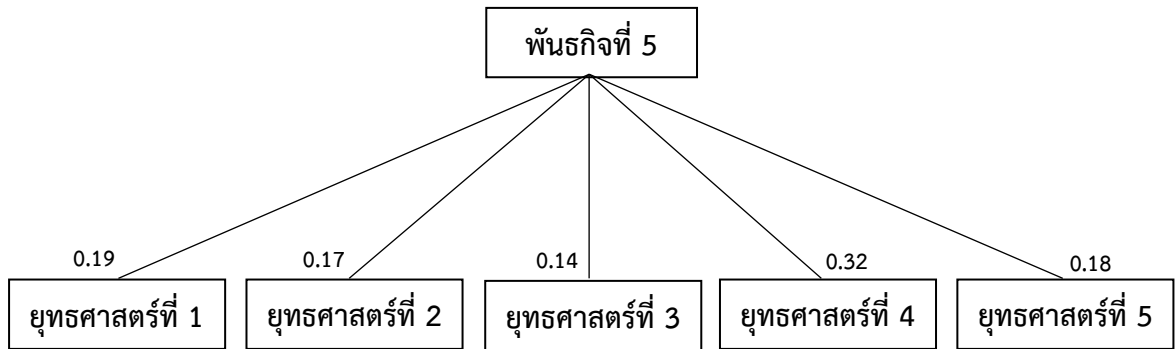 พันธกิจที่ 5
0.19
0.17
0.14
0.32
0.18
ยุทธศาสตร์ที่ 1
ยุทธศาสตร์ที่ 2
ยุทธศาสตร์ที่ 3
ยุทธศาสตร์ที่ 4
ยุทธศาสตร์ที่ 5